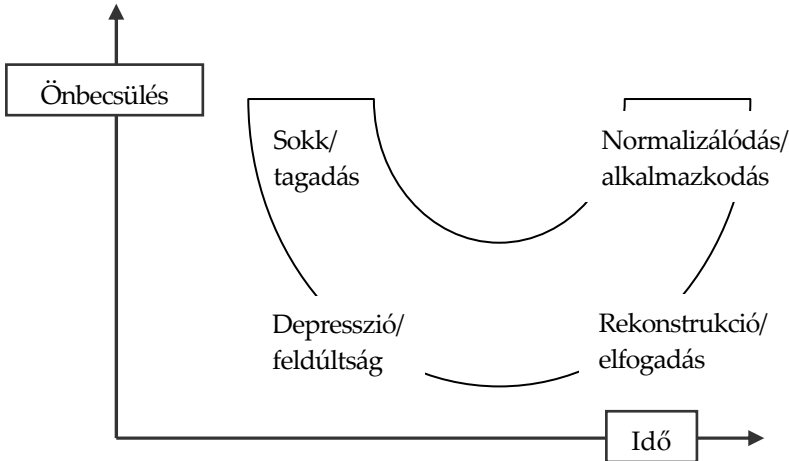 Önbecsülés
Sokk/
tagadás
Normalizálódás/
alkalmazkodás
Depresszió/
feldúltság
Rekonstrukció/
elfogadás
Idő